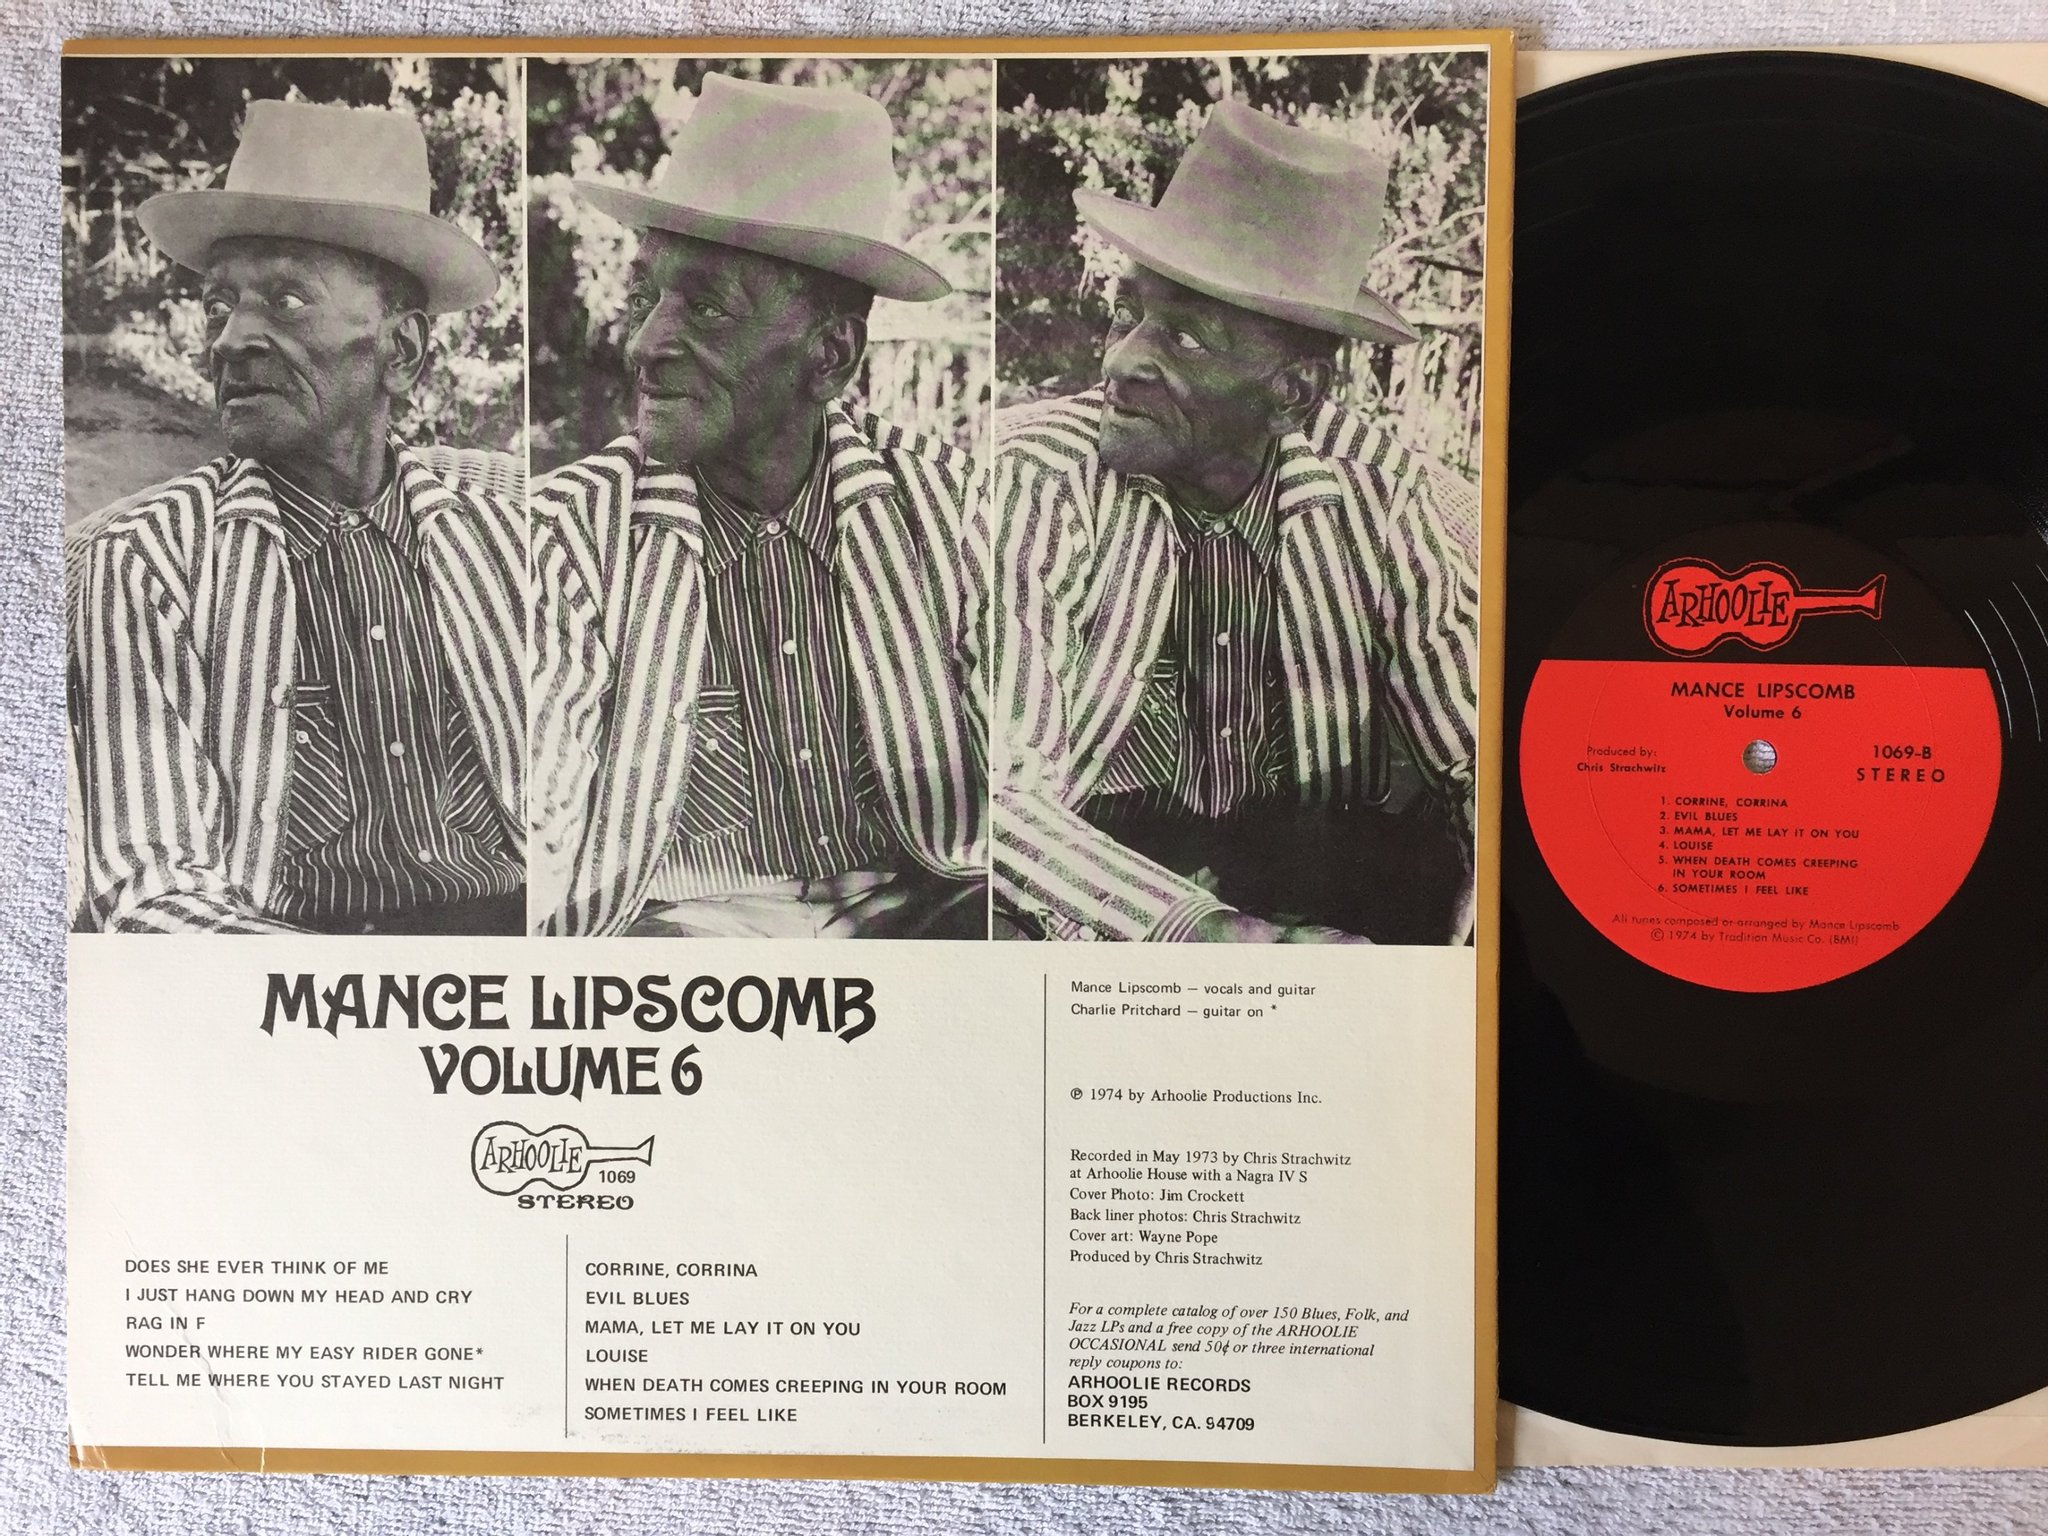 MANCE LIPSCOMB
VOLUME 6
ARHOOLIE
1069
STEREO
DOES SHE EVER THINK OF ME
I JUST HANG DOWN MY HEAD AND CRY
RAG IN F
WONDER WHERE MY EASY RIDER GONE*
TELL ME WHERE YOU STAYED LAST NIGHT
CORRINE, CORRINA
EVIL BLUES
MAMA, LET ME LAY IT ON YOU
LOUISE
WHEN DEATH COMES CREEPING IN YOUR ROOM
SOMETIMES I FEEL LIKE
Mance Lipscomb — vocals and guitar
Charlie Pritchard — guitar on *
℗ 1974 by Arhoolie Productions Inc.
Recorded in May 1973 by Chris Strachwitz
at Arhoolie House with a Nagra IV S
Cover Photo: Jim Crockett
Back liner photos: Chris Strachwitz
Cover art: Wayne Pope
Produced by Chris Strachwitz
For a complete catalog of over 150 Blues, Folk, and
Jazz LPs and a free copy of the ARHOOLIE
OCCASIONAL send 50¢ or three international
reply coupons to:
ARHOOLIE RECORDS
BOX 9195
BERKELEY, CA. 94709
ARHOOLIE
MANCE LIPSCOMB
Volume 6
Produced by:
Chris Strachwitz
1069-B
STEREO
1. CORRINE, CORRINA
2. EVIL BLUES
3. MAMA, LET ME LAY IT ON YOU
4. LOUISE
5. WHEN DEATH COMES CREEPING
IN YOUR ROOM
6. SOMETIMES I FEEL LIKE
All tunes composed or arranged by Mance Lipscomb
© 1974 by Tradition Music Co. (BMI)